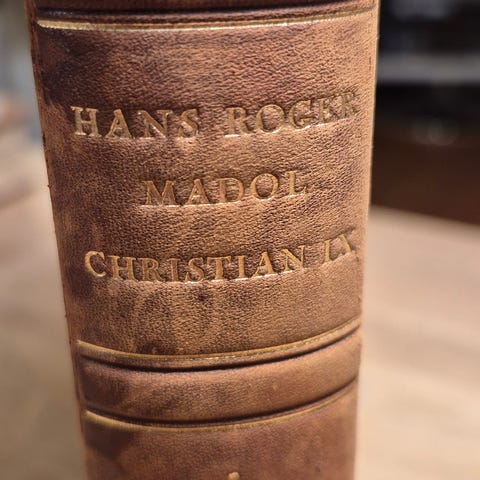 HANS ROGER
MADOL
CHRISTIAN IX